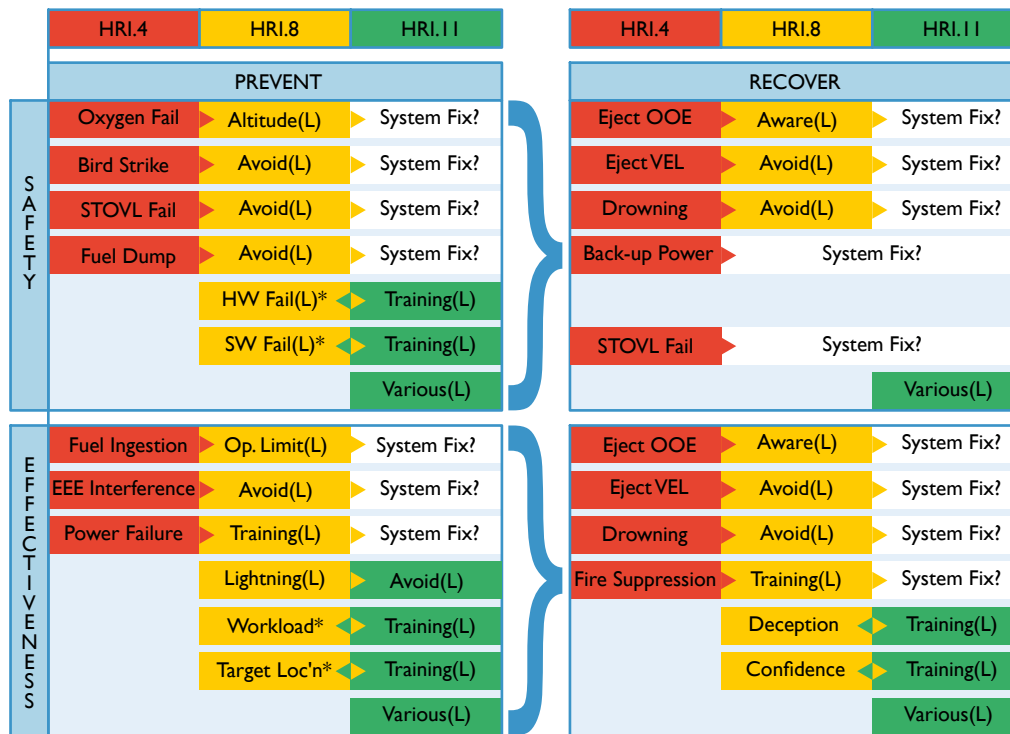 HRI.4 HRI.8 HRI.11 HRI.4 HRI.8 HRI.11
PREVENT RECOVER
SAFETY
Oxygen Fail Altitude(L) System Fix? Eject OOE Aware(L) System Fix?
Bird Strike Avoid(L) System Fix? Eject VEL Avoid(L) System Fix?
STOVL Fail Avoid(L) System Fix? Drowning Avoid(L) System Fix?
Fuel Dump Avoid(L) System Fix? Back-up Power System Fix?
HW Fail(L)* Training(L)
SW Fail(L)* Training(L) STOVL Fail System Fix?
Various(L) Various(L)
EFFECTIVENESS
Fuel Ingestion Op. Limit(L) System Fix? Eject OOE Aware(L) System Fix?
EEE Interference Avoid(L) System Fix? Eject VEL Avoid(L) System Fix?
Power Failure Training(L) System Fix? Drowning Avoid(L) System Fix?
Lightning(L) Avoid(L) Fire Suppression Training(L) System Fix?
Workload* Training(L) Deception Training(L)
Target Loc'n* Training(L) Confidence Training(L)
Various(L) Various(L)